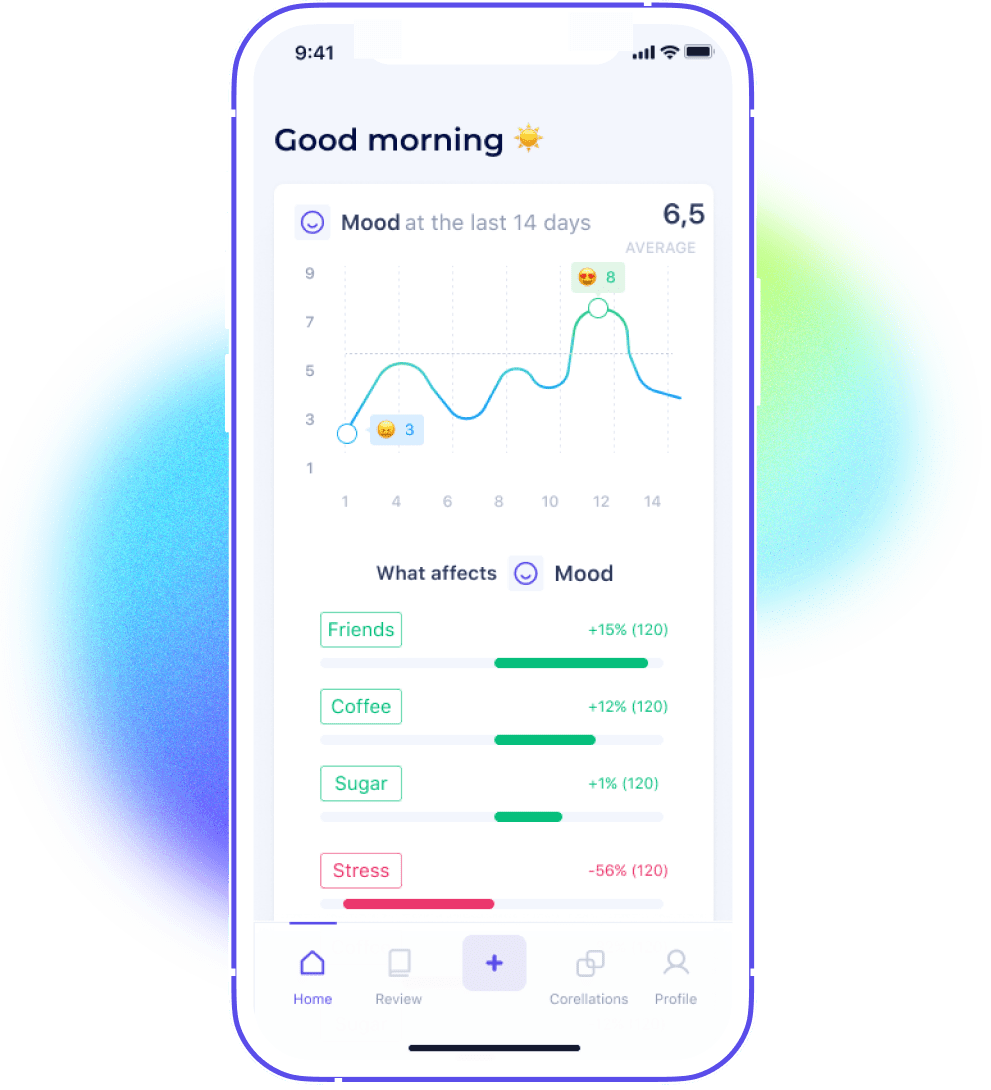 9:41
Good morning ☀️
Mood at the last 14 days
6,5
AVERAGE
9
😍 8
7
5
3
😖 3
1
1 4 6 8 10 12 14
What affects Mood
Friends +15% (120)
Coffee +12% (120)
Sugar +1% (120)
Stress -56% (120)
+
Home Review Corellations Profile